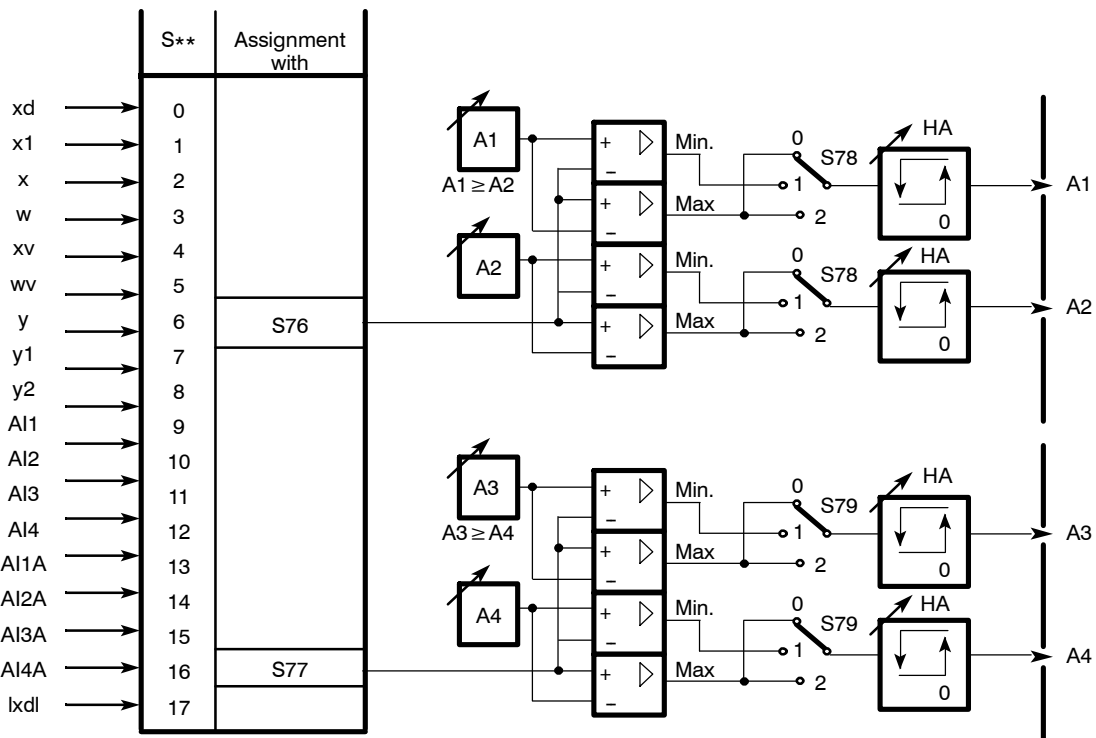 S** Assignment
with
xd 0
x1 1
x 2
w 3
xv 4
wv 5
y 6 S76
y1 7
y2 8
AI1 9
AI2 10
AI3 11
AI4 12
AI1A 13
AI2A 14
AI3A 15
AI4A 16 S77
lxdl 17
A1
A1 ≥ A2
+ Min. 0 S78 HA
− 1 A1
+ Max 2 0
−
A2
+ Min. 0 S78 HA
− 1 A2
+ Max 2 0
−
A3
A3 ≥ A4
+ Min. 0 S79 HA
− 1 A3
+ Max 2 0
−
A4
+ Min. 0 S79 HA
− 1 A4
+ Max 2 0
−